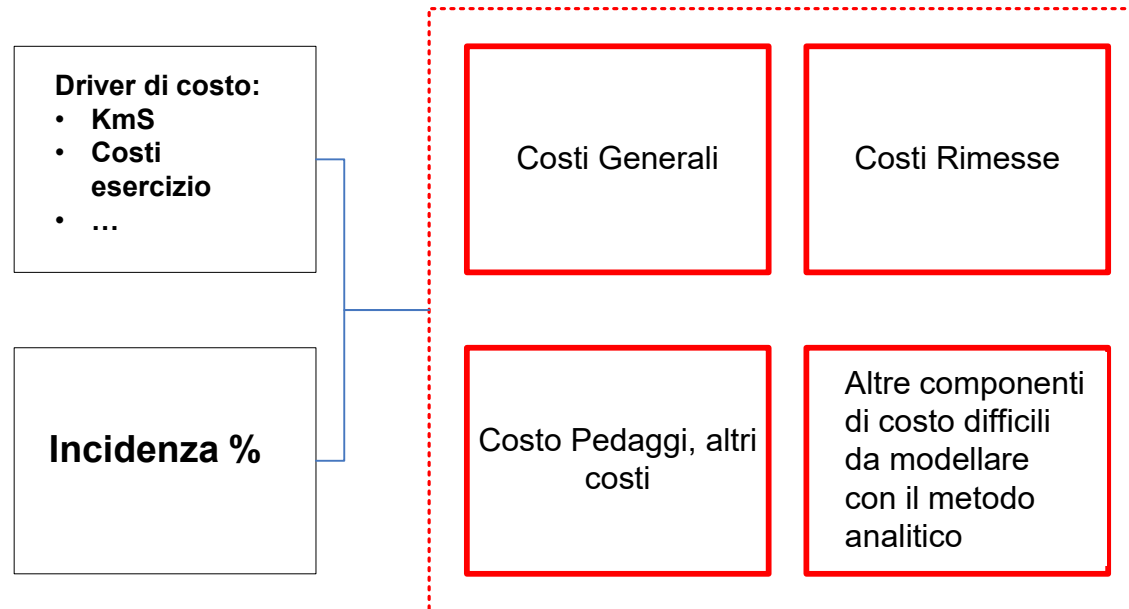 Driver di costo:
• KmS
• Costi
esercizio
• …
Incidenza %
Costi Generali
Costi Rimesse
Costo Pedaggi, altri
costi
Altre componenti
di costo difficili
da modellare
con il metodo
analitico